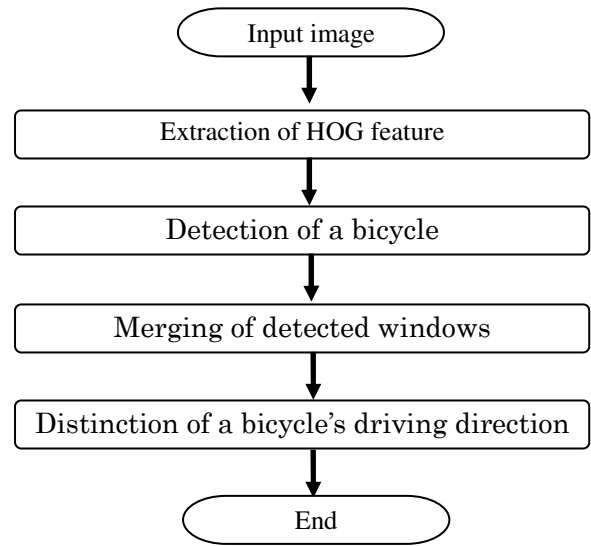 Input image
Extraction of HOG feature
Detection of a bicycle
Merging of detected windows
Distinction of a bicycle’s driving direction
End